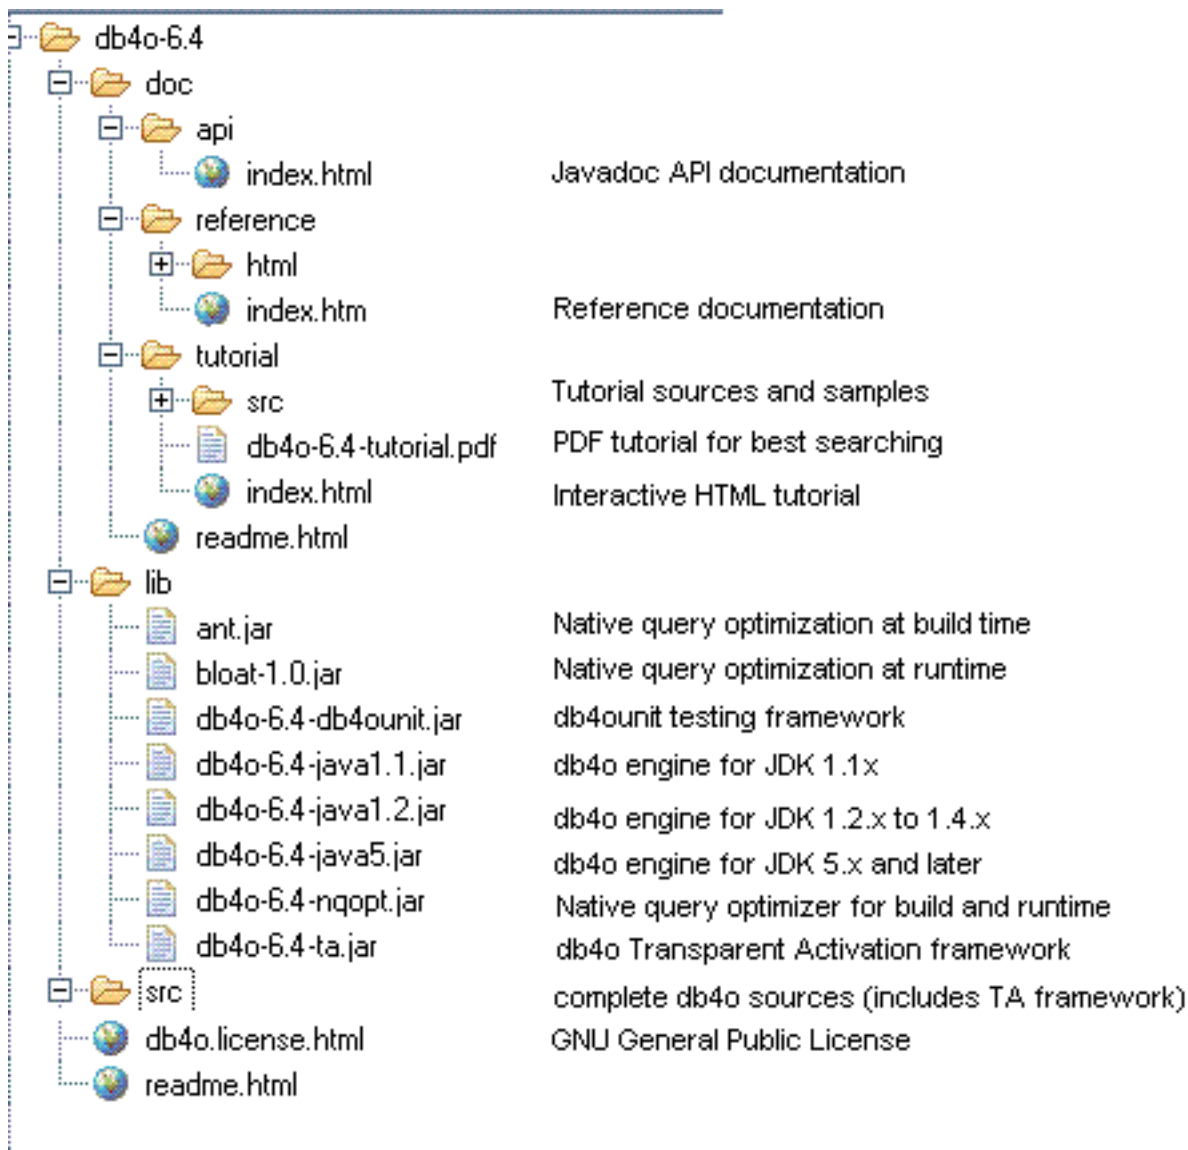 db4o-6.4
doc
api
index.html Javadoc API documentation
reference
html
index.htm Reference documentation
tutorial
src Tutorial sources and samples
db4o-6.4-tutorial.pdf PDF tutorial for best searching
index.html Interactive HTML tutorial
readme.html
lib
ant.jar Native query optimization at build time
bloat-1.0.jar Native query optimization at runtime
db4o-6.4-db4ounit.jar db4ounit testing framework
db4o-6.4-java1.1.jar db4o engine for JDK 1.1x
db4o-6.4-java1.2.jar db4o engine for JDK 1.2.x to 1.4.x
db4o-6.4-java5.jar db4o engine for JDK 5.x and later
db4o-6.4-nqopt.jar Native query optimizer for build and runtime
db4o-6.4-ta.jar db4o Transparent Activation framework
src complete db4o sources (includes TA framework)
db4o.license.html GNU General Public License
readme.html